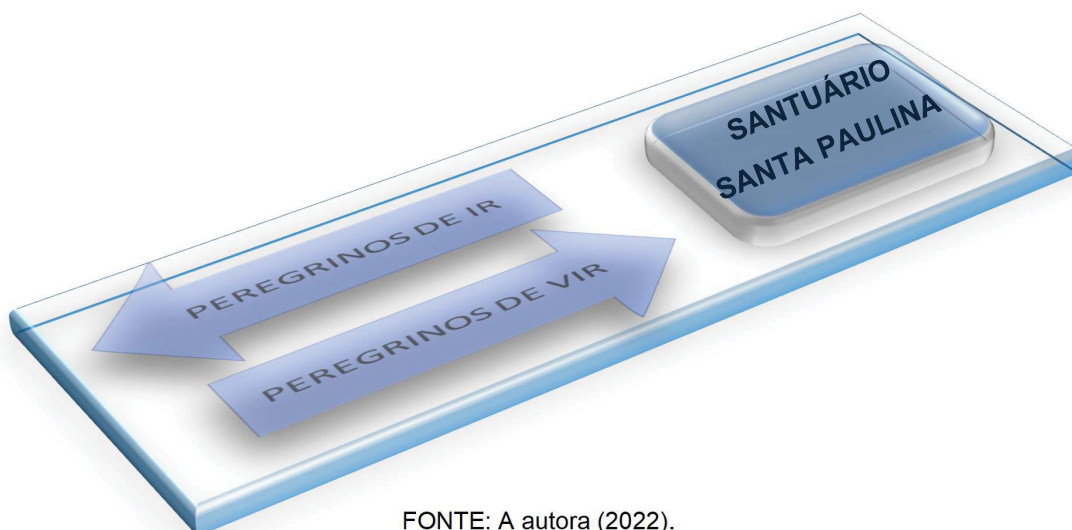 SANTUÁRIO
SANTA PAULINA
PEREGRINOS DE IR
PEREGRINOS DE VIR
FONTE: A autora (2022).